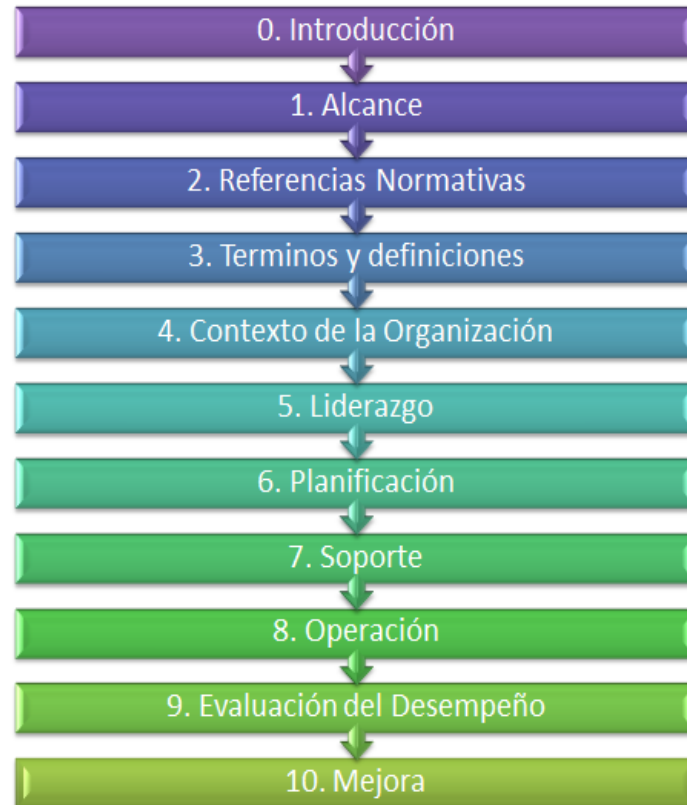 0. Introducción
1. Alcance
2. Referencias Normativas
3. Terminos y definiciones
4. Contexto de la Organización
5. Liderazgo
6. Planificación
7. Soporte
8. Operación
9. Evaluación del Desempeño
10. Mejora